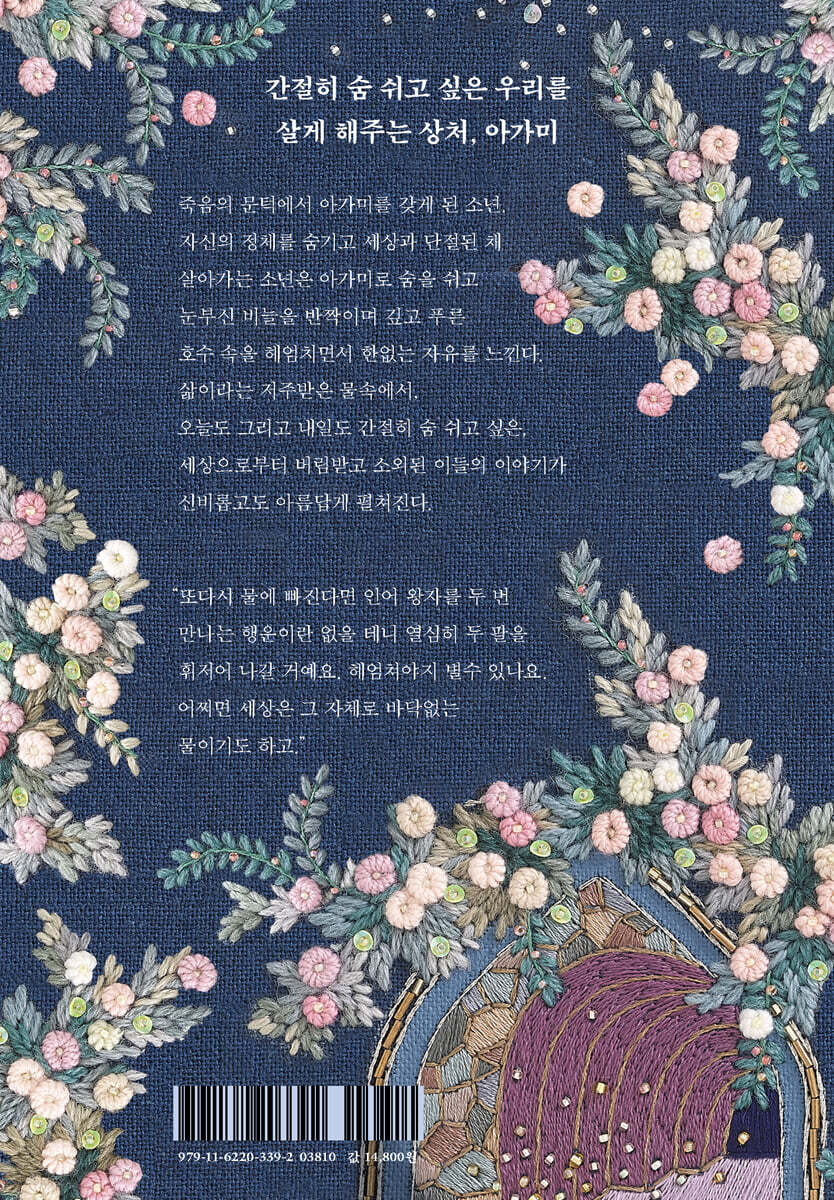 간절히 숨 쉬고 싶은 우리를
살게 해주는 상처, 아가미
죽음의 문턱에서 아가미를 갖게 된 소년.
자신의 정체를 숨기고 세상과 단절된 채
살아가는 소년은 아가미로 숨을 쉬고
눈부신 비늘을 반짝이며 깊고 푸른
호수 속을 헤엄치면서 한없는 자유를 느낀다.
삶이라는 저주받은 물속에서,
오늘도 그리고 내일도 간절히 숨 쉬고 싶은,
세상으로부터 버림받고 소외된 이들의 이야기가
신비롭고도 아름답게 펼쳐진다.
“또다시 물에 빠진다면 인어 왕자를 두 번
만나는 행운이란 없을 테니 열심히 두 팔을
휘저어 나갈 거예요. 헤엄쳐야지 별수 있나요.
어쩌면 세상은 그 자체로 바닥없는
물이기도 하고.”
979-11-6220-339-2 03810 값 14,800원